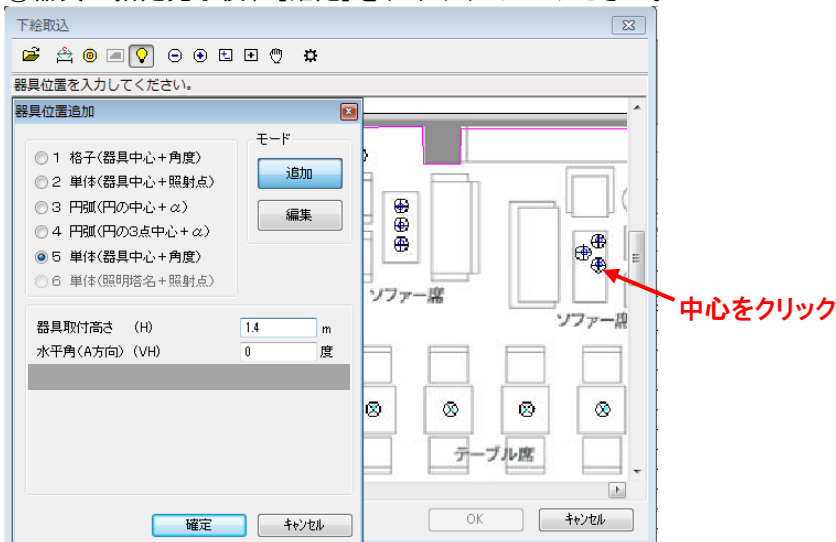 下絵取込
器具位置を入力してください。
器具位置追加
モード
1 格子(器具中心+角度)
2 単体(器具中心+照射点)
3 円弧(円の中心+α)
4 円弧(円の3点中心+α)
5 単体(器具中心+角度)
6 単体(照明塔名+照射点)
追加
編集
器具取付高さ (H) 1.4 m
水平角(A方向) (VH) 0 度
確定 キャンセル
ソファー席
ソファー席
テーブル席
OK キャンセル
中心をクリック